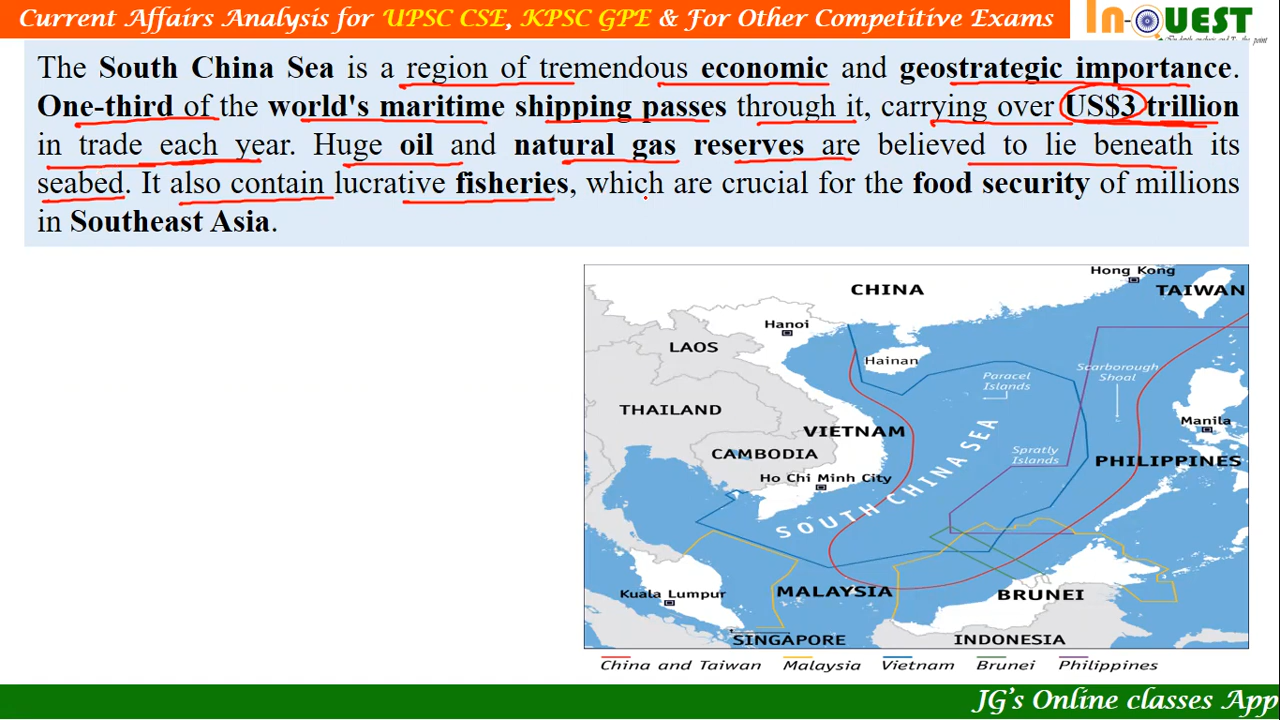 Current Affairs Analysis for UPSC CSE, KPSC GPE & For Other Competitive Exams
In-QUEST
The South China Sea is a region of tremendous economic and geostrategic importance.
One-third of the world's maritime shipping passes through it, carrying over US$3 trillion
in trade each year. Huge oil and natural gas reserves are believed to lie beneath its
seabed. It also contain lucrative fisheries, which are crucial for the food security of millions
in Southeast Asia.
Hong Kong
CHINA
TAIWAN
Hanoi
LAOS
Hainan
Paracel
Islands
Scarborough
Shoal
THAILAND
VIETNAM
Manila
CAMBODIA
Spratly
Islands
PHILIPPINES
Ho Chi Minh City
SOUTH CHINA SEA
Kuala Lumpur
MALAYSIA
BRUNEI
SINGAPORE
INDONESIA
China and Taiwan
Malaysia
Vietnam
Brunei
Philippines
JG's Online classes App